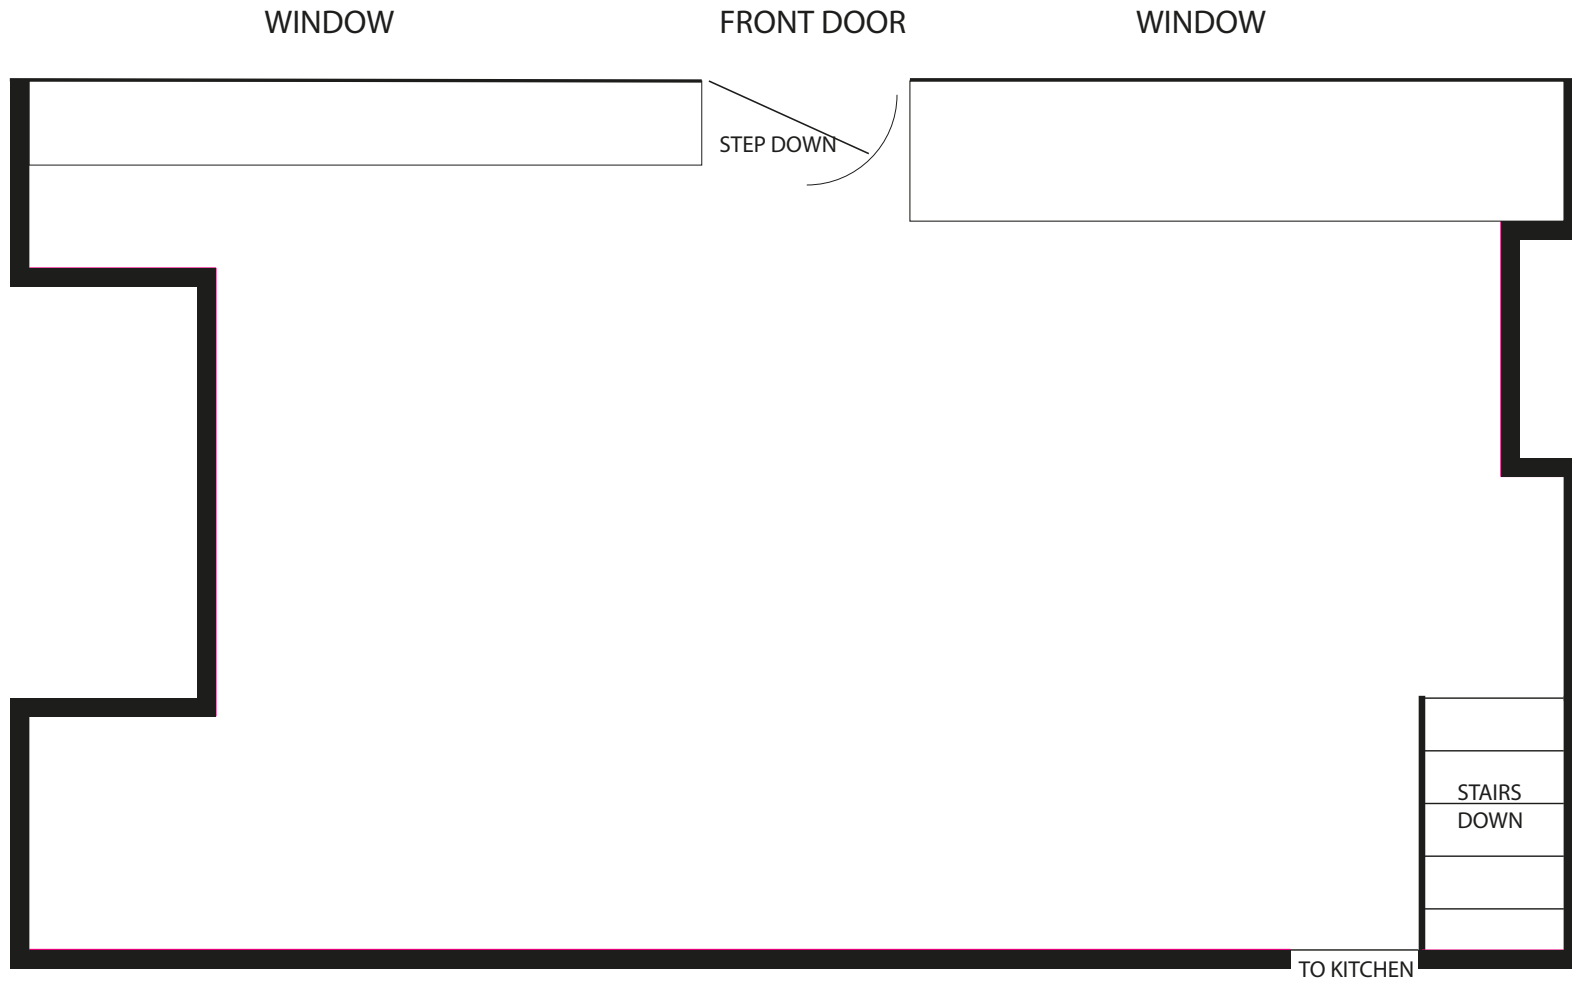 WINDOW
FRONT DOOR
WINDOW
STEP DOWN
STAIRS
DOWN
TO KITCHEN